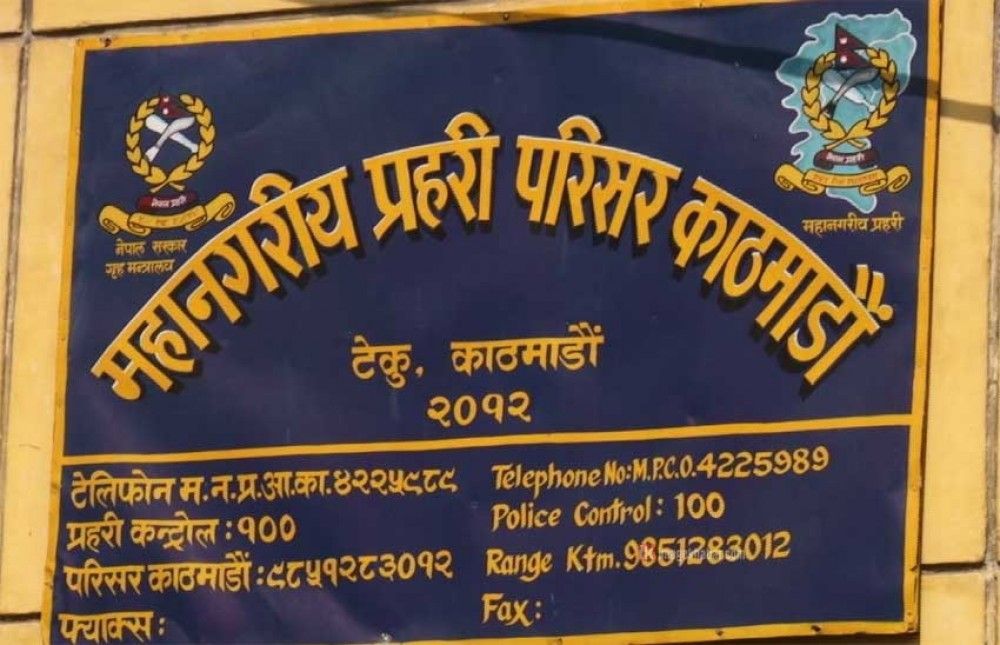 महानगरीय प्रहरी परिसर काठमाडौं
नेपाल प्रहरी
नेपाल सरकार
गृह मन्त्रालय
महानगरीय प्रहरी
टेकु, काठमाडौं
२०१२
टेलिफोन म.न.प्र.आ.का.४२२५९८९
प्रहरी कन्ट्रोल : १००
परिसर काठमाडौं : ९८५१२८३०१२
फ्याक्स :
Telephone No: M.P.C.O. 4225989
Police Control : 100
Range Ktm. 9851283012
Fax :